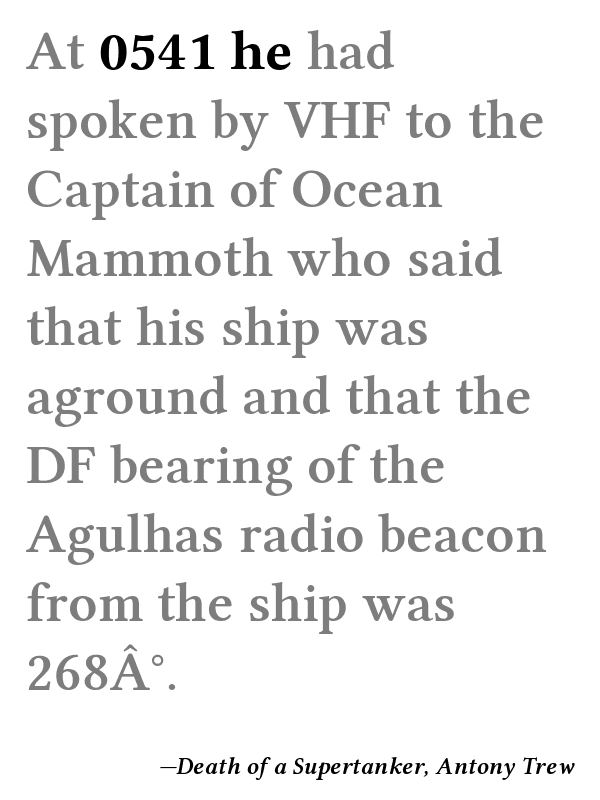 At 0541 he had
spoken by VHF to the
Captain of Ocean
Mammoth who said
that his ship was
aground and that the
DF bearing of the
Agulhas radio beacon
from the ship was
268Â°.
—Death of a Supertanker, Antony Trew